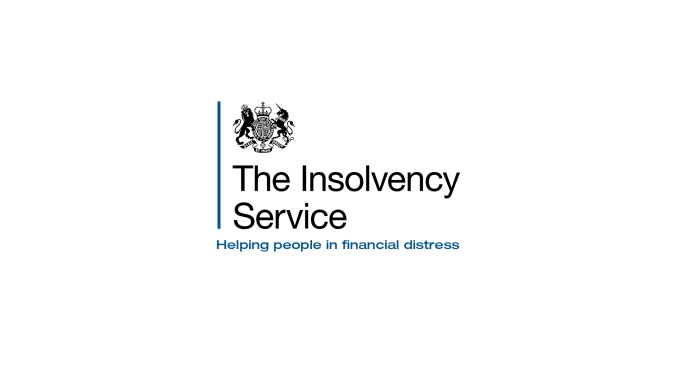 The Insolvency
Service
Helping people in financial distress